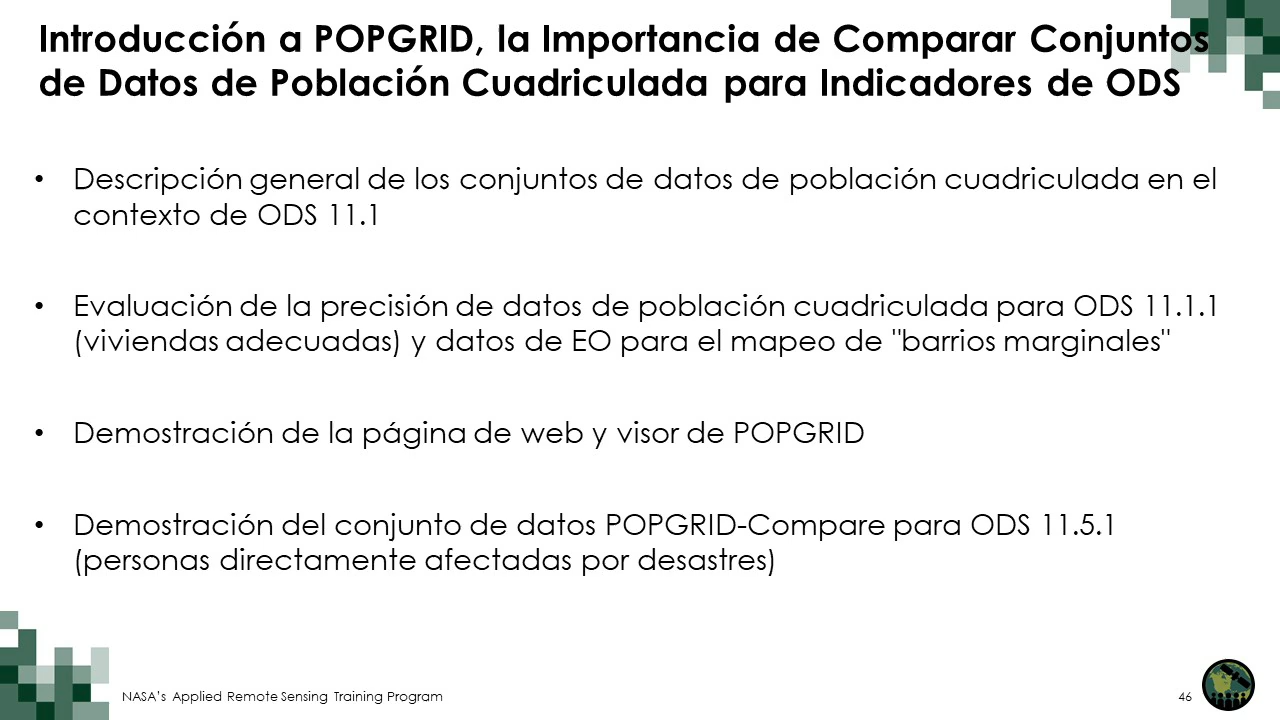 Introducción a POPGRID, la Importancia de Comparar Conjuntos
de Datos de Población Cuadriculada para Indicadores de ODS
• Descripción general de los conjuntos de datos de población cuadriculada en el
contexto de ODS 11.1
• Evaluación de la precisión de datos de población cuadriculada para ODS 11.1.1
(viviendas adecuadas) y datos de EO para el mapeo de "barrios marginales"
• Demostración de la página de web y visor de POPGRID
• Demostración del conjunto de datos POPGRID-Compare para ODS 11.5.1
(personas directamente afectadas por desastres)
NASA's Applied Remote Sensing Training Program
46